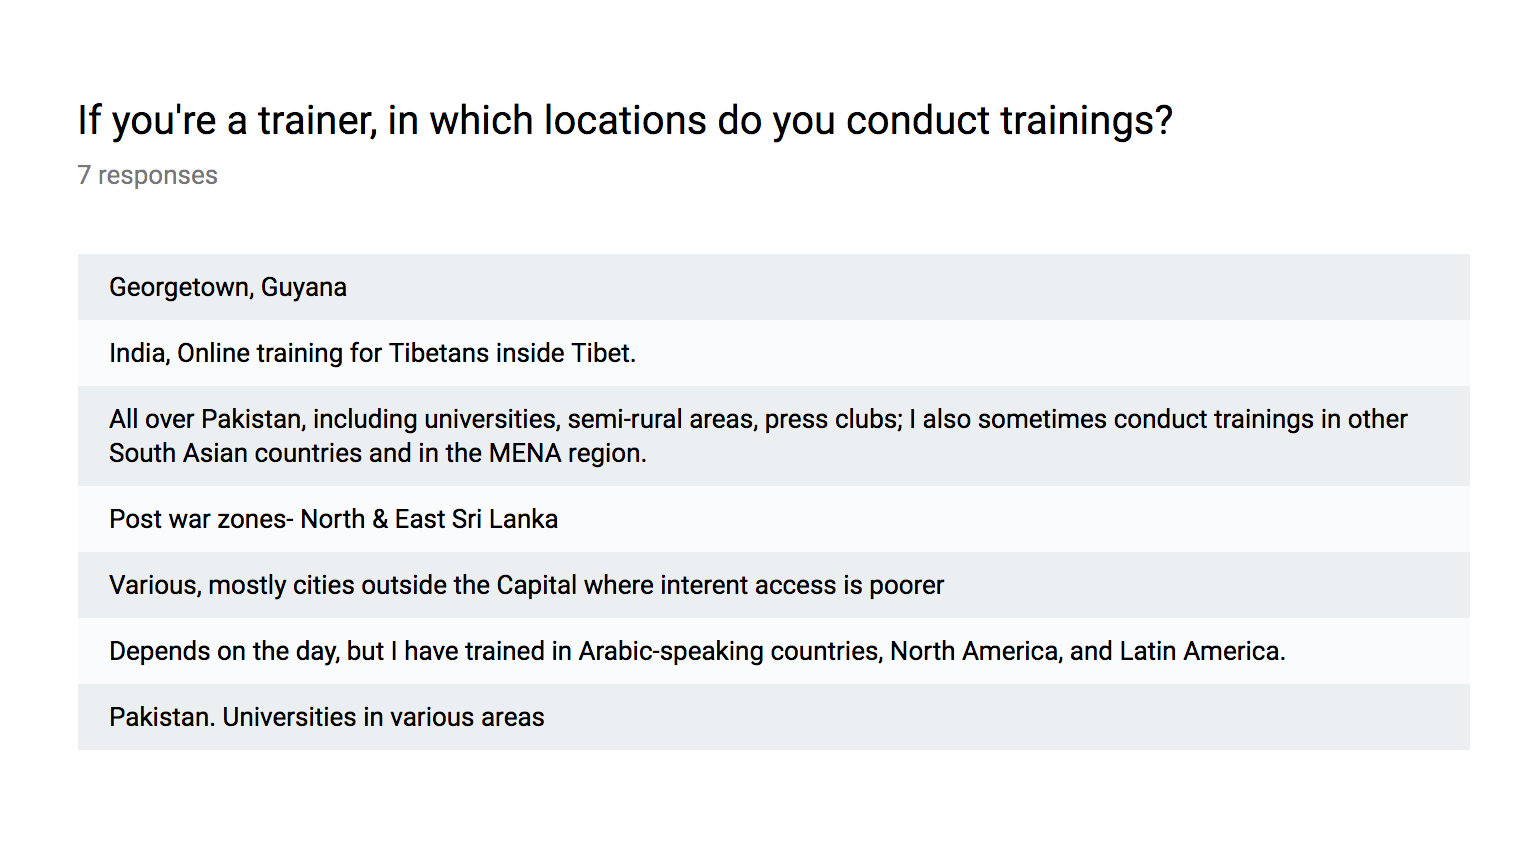 If you're a trainer, in which locations do you conduct trainings?
7 responses
Georgetown, Guyana
India, Online training for Tibetans inside Tibet.
All over Pakistan, including universities, semi-rural areas, press clubs; I also sometimes conduct trainings in other
South Asian countries and in the MENA region.
Post war zones- North & East Sri Lanka
Various, mostly cities outside the Capital where interent access is poorer
Depends on the day, but I have trained in Arabic-speaking countries, North America, and Latin America.
Pakistan. Universities in various areas